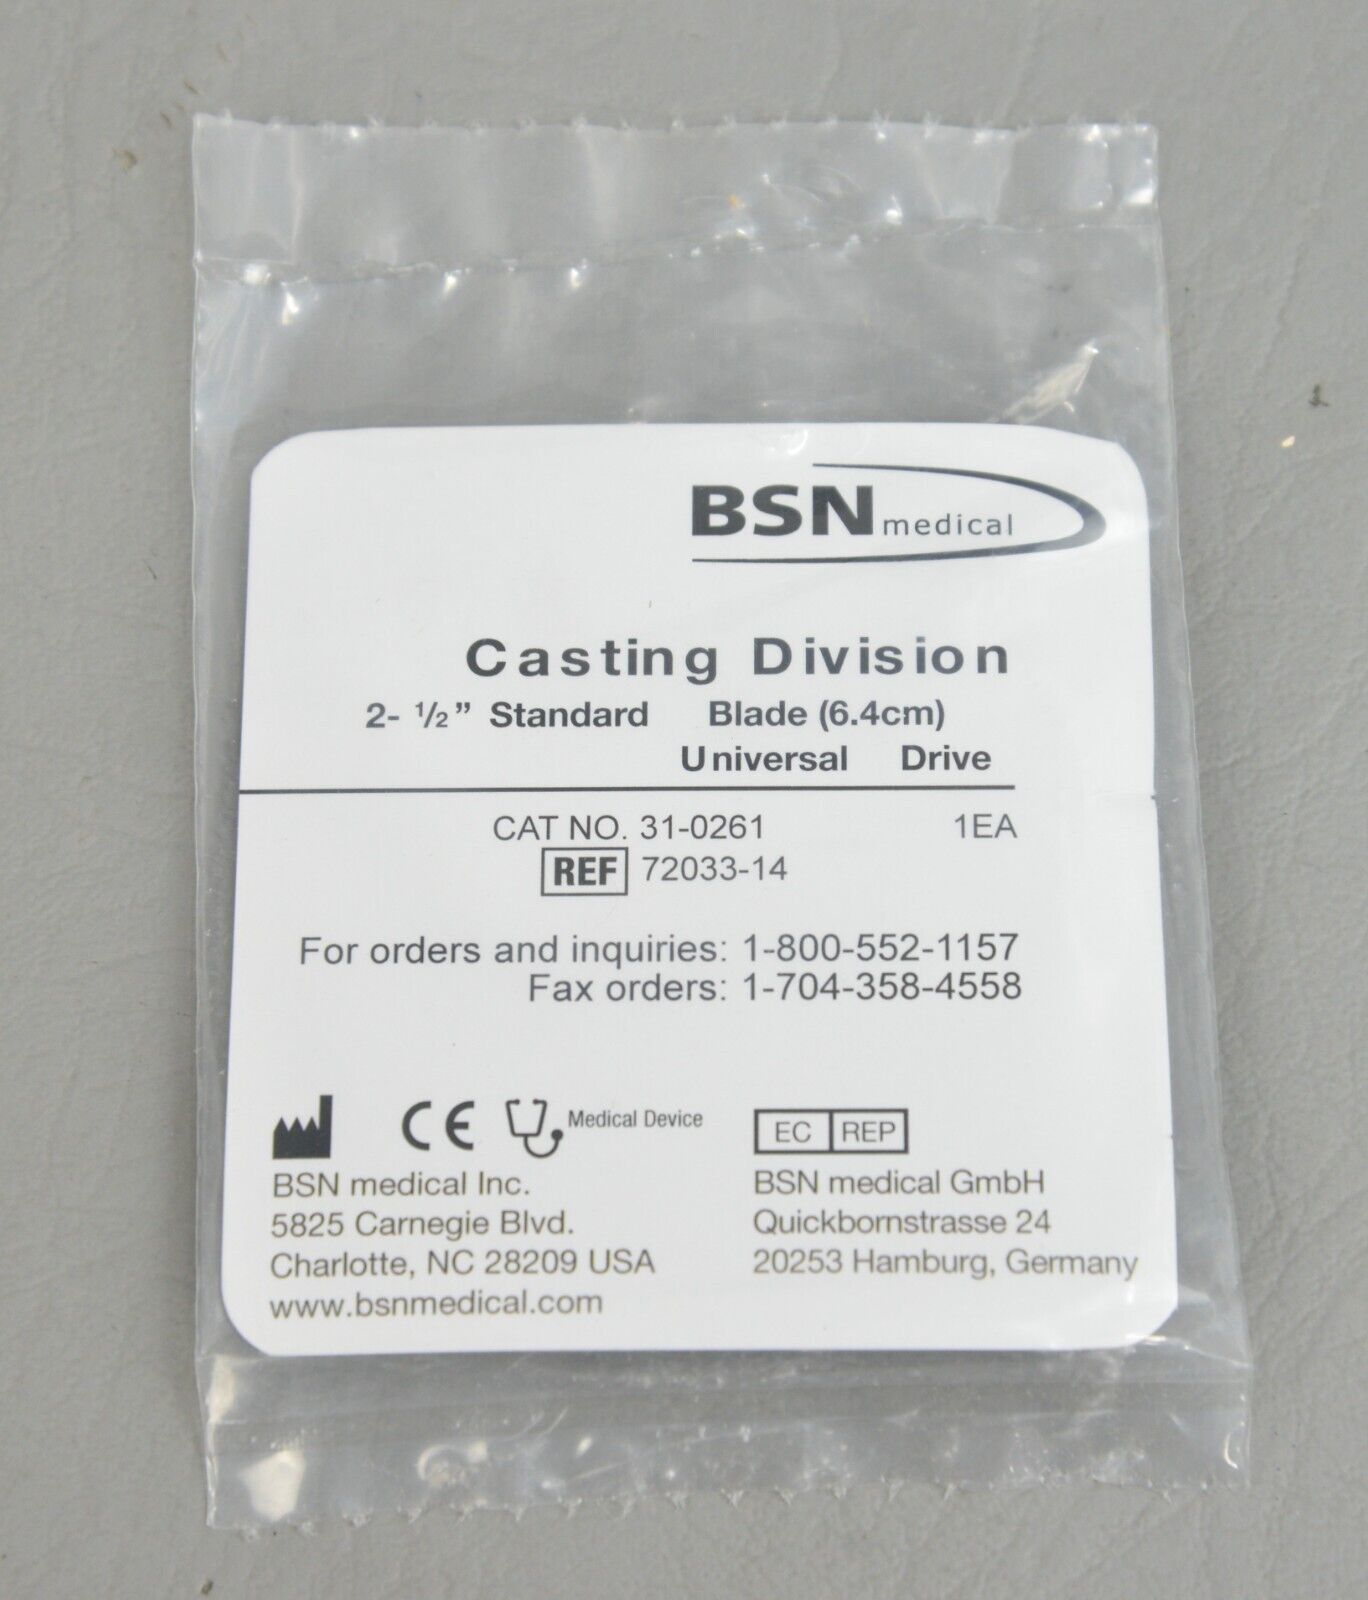 BSN medical
Casting Division
2- ½” Standard Blade (6.4cm)
Universal Drive
CAT NO. 31-0261 1EA
REF 72033-14
For orders and inquiries: 1-800-552-1157
Fax orders: 1-704-358-4558
CE Medical Device
BSN medical Inc.
5825 Carnegie Blvd.
Charlotte, NC 28209 USA
www.bsnmedical.com
EC REP
BSN medical GmbH
Quickbornstrasse 24
20253 Hamburg, Germany